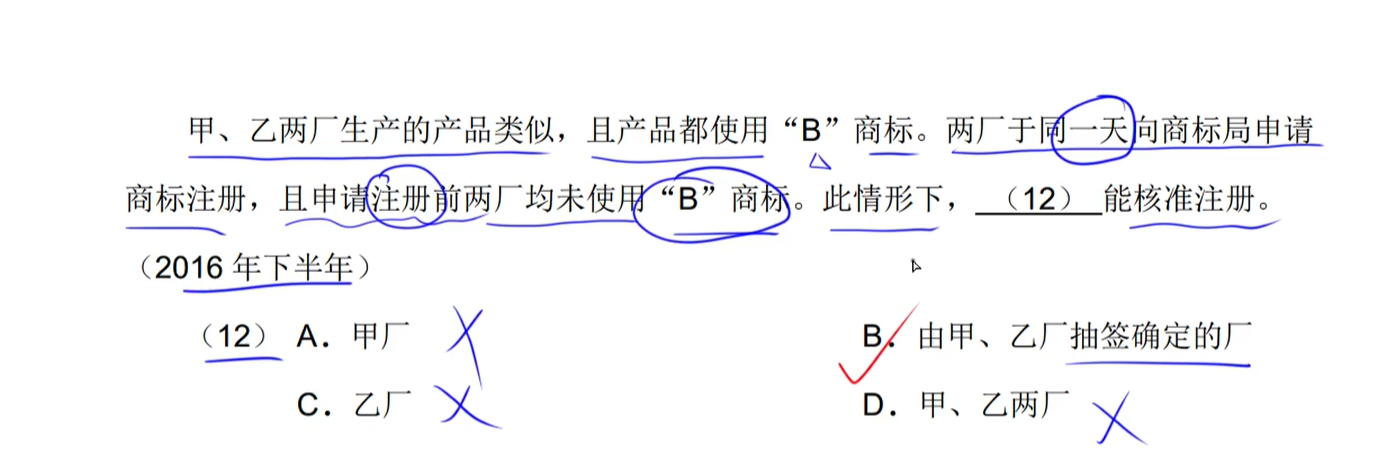 甲、乙两厂生产的产品类似，且产品都使用“B”商标。两厂于同一天向商标局申请
商标注册，且申请注册前两厂均未使用“B”商标。此情形下，（12）能核准注册。
（2016 年下半年）
（12） A．甲厂 B．由甲、乙厂抽签确定的厂
C．乙厂 D．甲、乙两厂